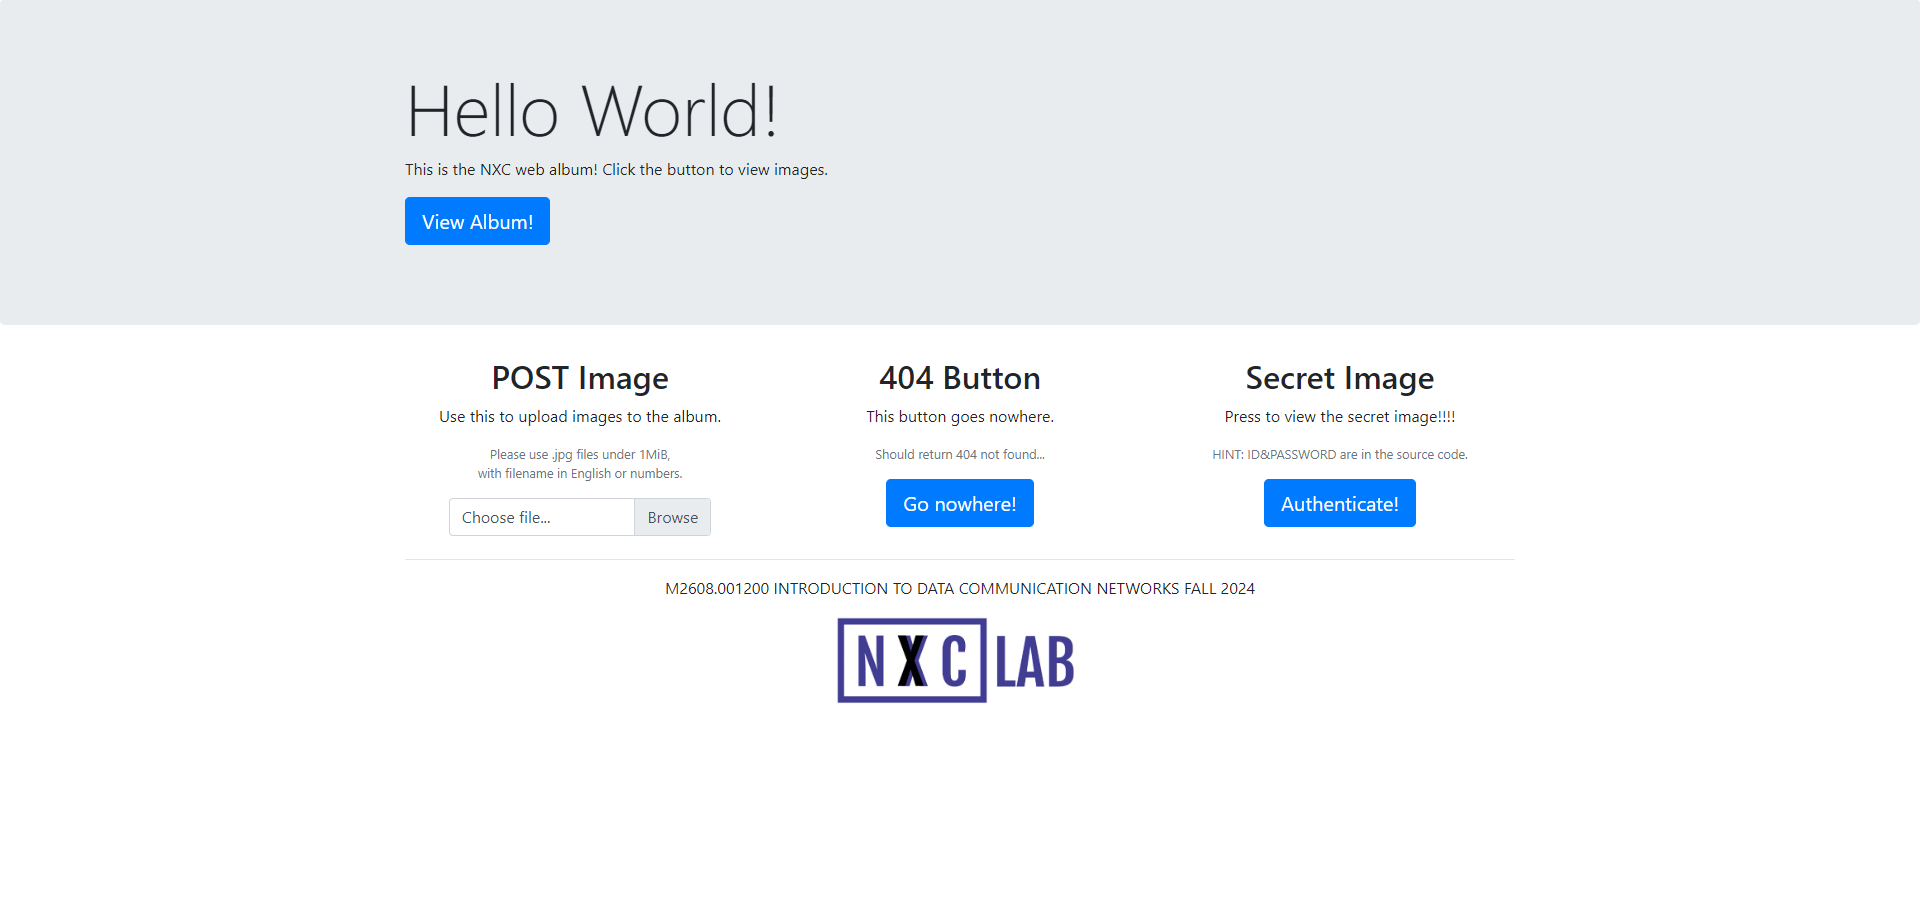 Hello World!
This is the NXC web album! Click the button to view images.
View Album!
POST Image
Use this to upload images to the album.
Please use .jpg files under 1MiB,
with filename in English or numbers.
Choose file...
Browse
404 Button
This button goes nowhere.
Should return 404 not found...
Go nowhere!
Secret Image
Press to view the secret image!!!!
HINT: ID&PASSWORD are in the source code.
Authenticate!
M2608.001200 INTRODUCTION TO DATA COMMUNICATION NETWORKS FALL 2024
NXC LAB